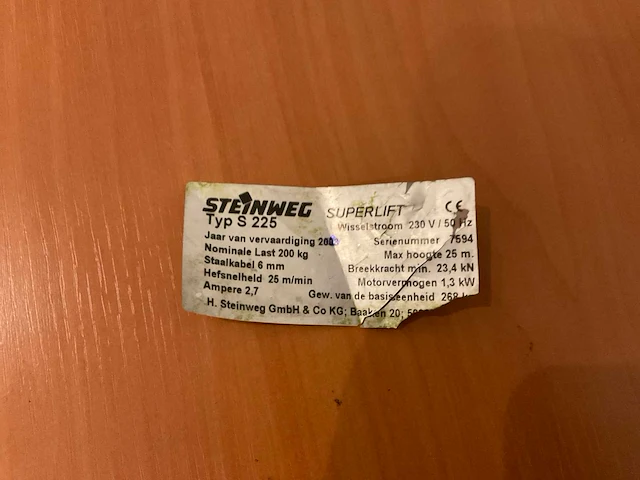 STEINWEG SUPERLIFT CE
Typ S 225 Wisselstroom 230 V / 50 Hz
Jaar van vervaardiging Serienummer 7594
Nominale Last 200 kg Max hoogte 25 m.
Staalkabel 6 mm Breekkracht min. 23,4 kN
Hefsnelheid 25 m/min Motorvermogen 1,3 kW
Ampere 2,7 Gew. van de basiseenheid 268
H. Steinweg GmbH & Co KG; 20;